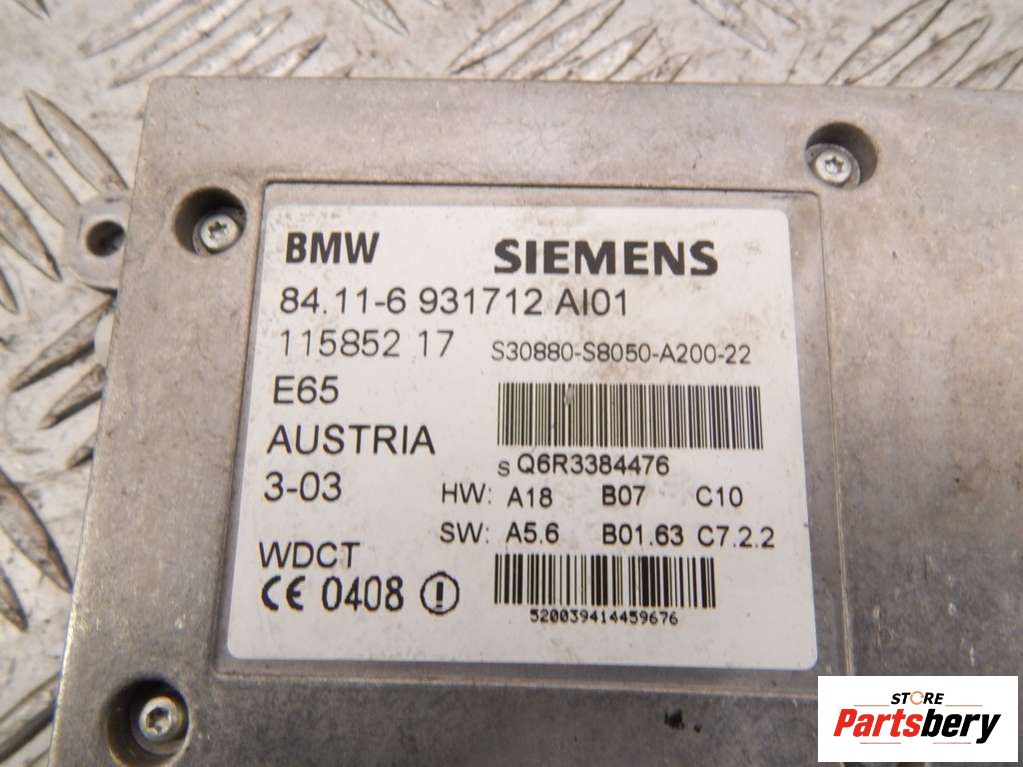 BMW SIEMENS
84.11-6 931712 AI01
115852 17 S30880-S8050-A200-22
E65
AUSTRIA
S Q6R3384476
3-03 HW: A18 B07 C10
SW: A5.6 B01.63 C7.2.2
WDCT
CE 0408
520039414459676
STORE
Partsbery